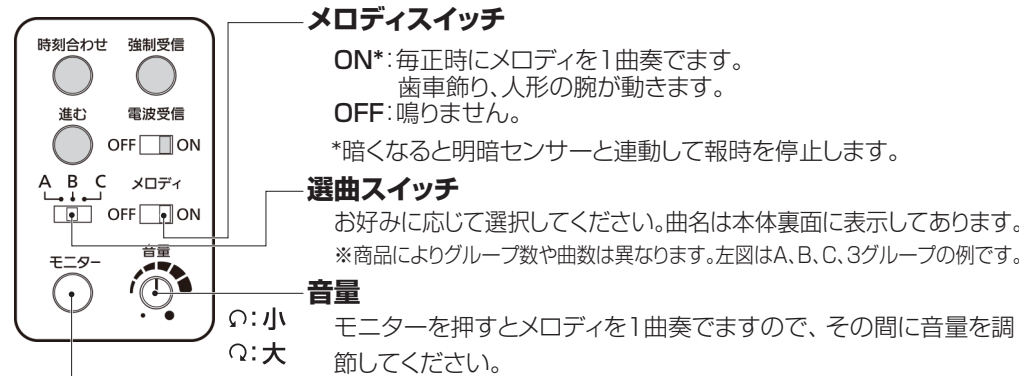 メロディスイッチ
ON*:毎正時にメロディを1曲奏でます。
歯車飾り、人形の腕が動きます。
OFF:鳴りません。
*暗くなると明暗センサーと連動して報時を停止します。
選曲スイッチ
お好みに応じて選択してください。曲名は本体裏面に表示してあります。
※商品によりグループ数や曲数は異なります。左図はA、B、C、3グループの例です。
音量
モニターを押すとメロディを1曲奏でますので、その間に音量を調
節してください。
時刻合わせ 強制受信
進む 電波受信
OFF ON
A B C メロディ
OFF ON
モニター 音量
:小
:大